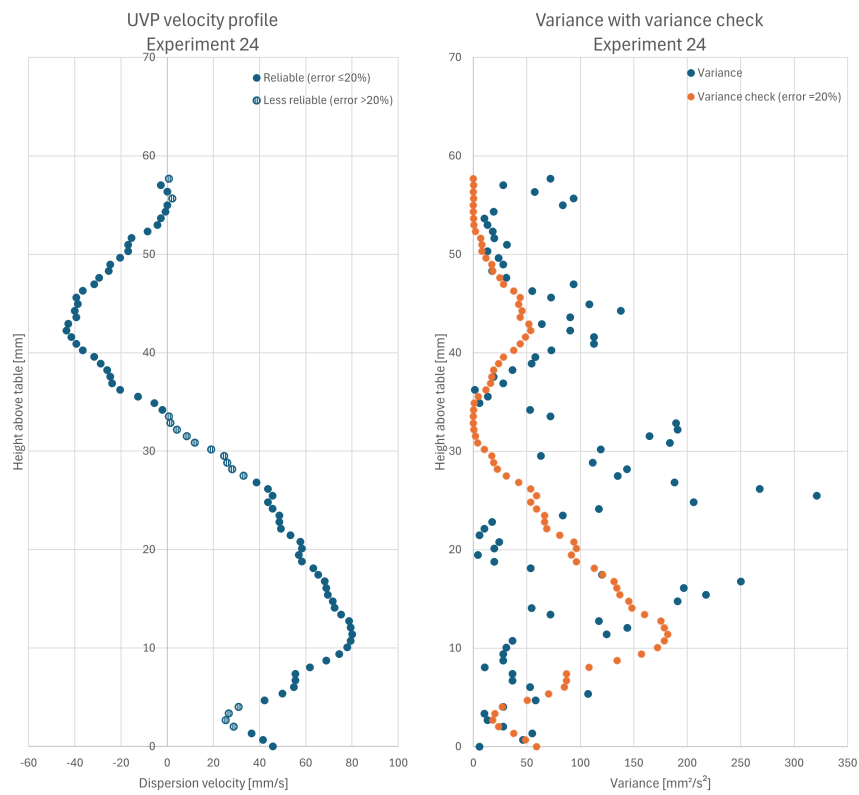 UVP velocity profile
Experiment 24
70
60
50
40
30
20
10
0
-60
-40
-20
0
20
40
60
80
100
Height above table [mm]
Dispersion velocity [mm/s]
Reliable (error ≤20%)
Less reliable (error >20%)
Variance with variance check
Experiment 24
70
60
50
40
30
20
10
0
0
50
100
150
200
250
300
350
Height above table [mm]
Variance [mm²/s²]
Variance
Variance check (error =20%)